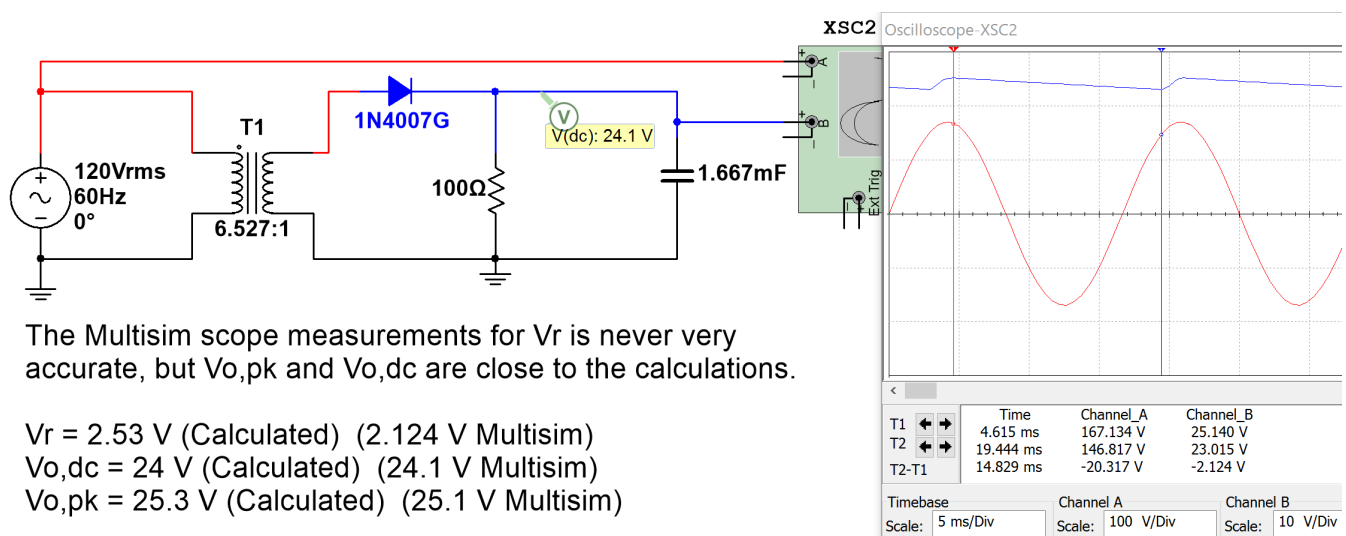 XSC2
Oscilloscope-XSC2
A
B
Ext Trig
1N4007G
V
V(dc): 24.1 V
T1
120Vrms
60Hz
0°
6.527:1
100Ω
1.667mF
The Multisim scope measurements for Vr is never very
accurate, but Vo,pk and Vo,dc are close to the calculations.
Vr = 2.53 V (Calculated) (2.124 V Multisim)
Vo,dc = 24 V (Calculated) (24.1 V Multisim)
Vo,pk = 25.3 V (Calculated) (25.1 V Multisim)
Time Channel_A Channel_B
T1 4.615 ms 167.134 V 25.140 V
T2 19.444 ms 146.817 V 23.015 V
T2-T1 14.829 ms -20.317 V -2.124 V
Timebase Channel A Channel B
Scale: 5 ms/Div Scale: 100 V/Div Scale: 10 V/Div